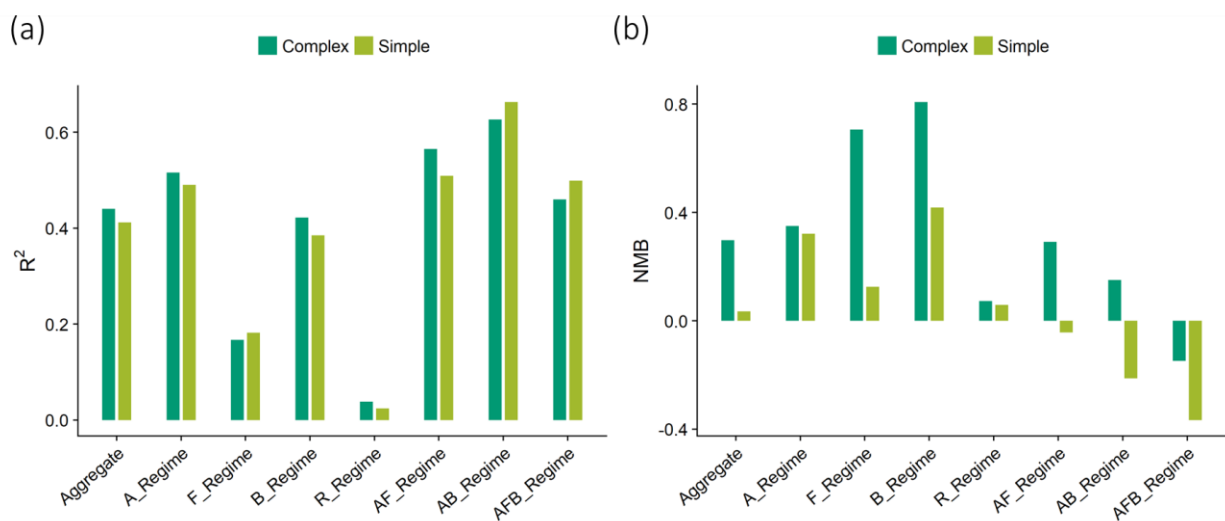 (a)
Complex Simple
R²
0.6
0.4
0.2
0.0
Aggregate
A_Regime
F_Regime
B_Regime
R_Regime
AF_Regime
AB_Regime
AFB_Regime
(b)
Complex Simple
NMB
0.8
0.4
0.0
-0.4
Aggregate
A_Regime
F_Regime
B_Regime
R_Regime
AF_Regime
AB_Regime
AFB_Regime